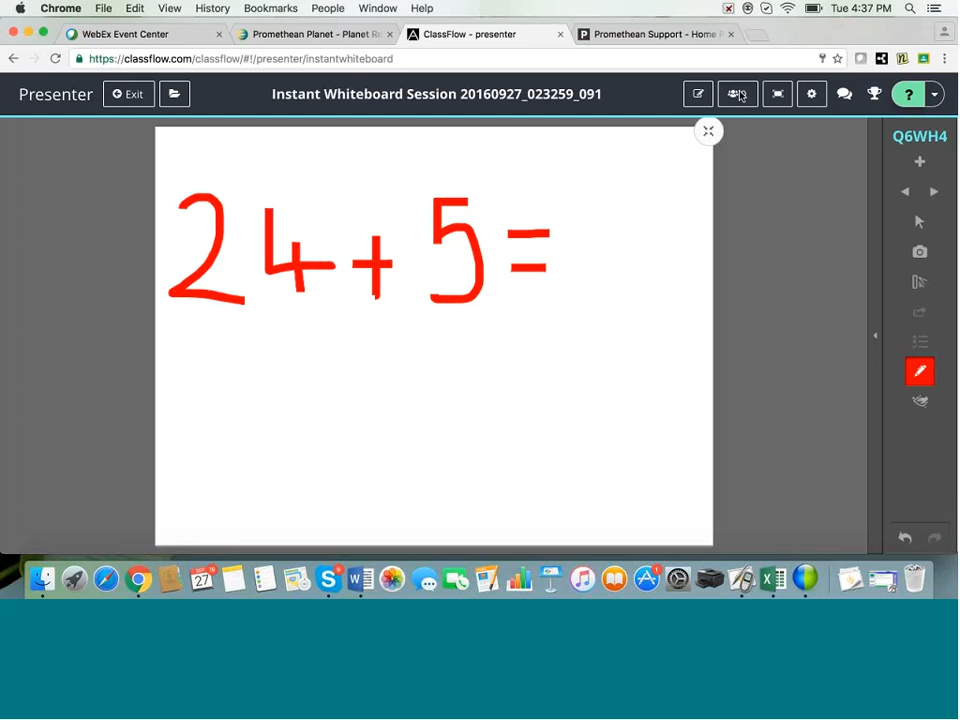 Chrome File Edit View History Bookmarks People Window Help Tue 4:37 PM
WebEx Event Center Promethean Planet - Planet Re ClassFlow - presenter Promethean Support - Home P
https://classflow.com/classflow/#!/presenter/instantwhiteboard
Presenter Exit Instant Whiteboard Session 20160927_023259_091 ?
Q6WH4
24+5=